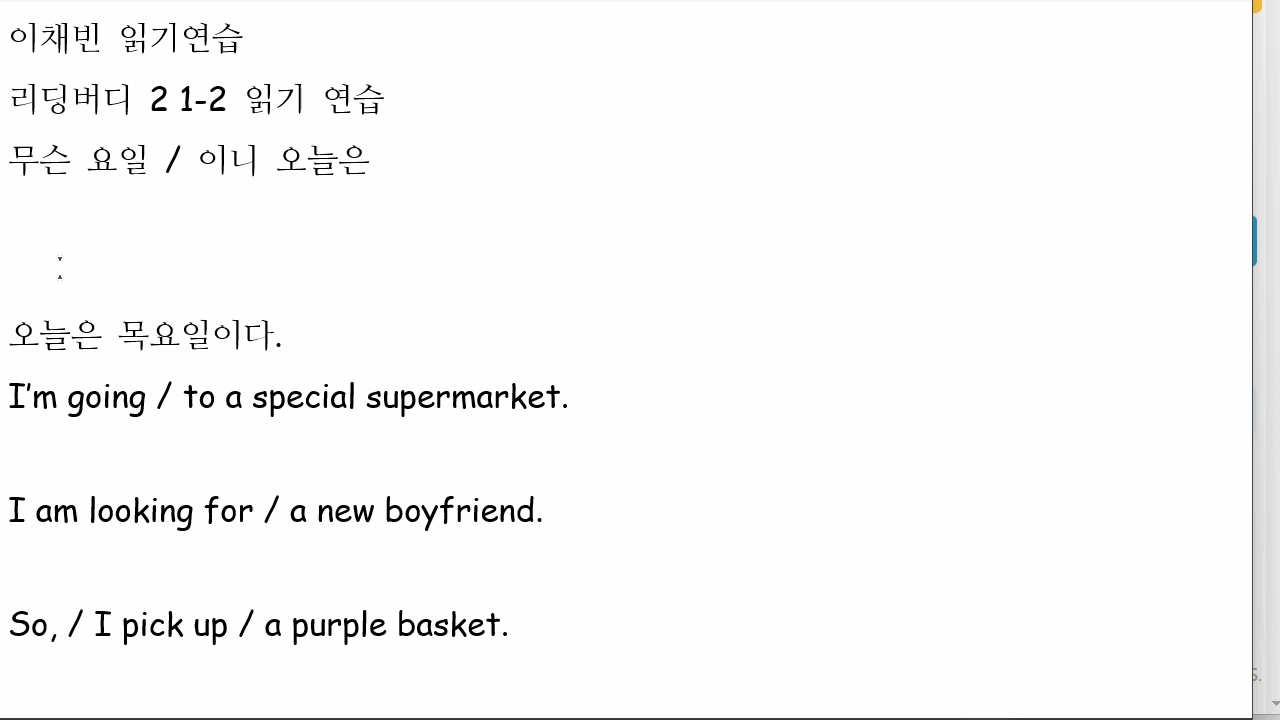 이채빈 읽기연습
리딩버디 2 1-2 읽기 연습
무슨 요일 / 이니 오늘은
오늘은 목요일이다.
I'm going / to a special supermarket.
I am looking for / a new boyfriend.
So, / I pick up / a purple basket.